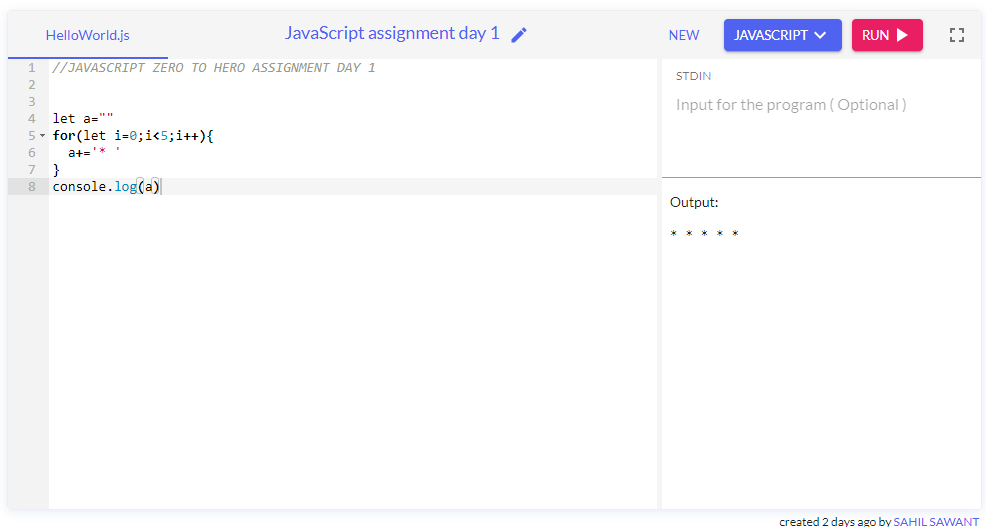 HelloWorld.js
JavaScript assignment day 1
NEW
JAVASCRIPT
RUN
1 //JAVASCRIPT ZERO TO HERO ASSIGNMENT DAY 1
2
3
4 let a=""
5 for(let i=0;i<5;i++){
6   a+='* '
7 }
8 console.log(a)
STDIN
Input for the program ( Optional )
Output:
* * * * *
created 2 days ago by SAHIL SAWANT